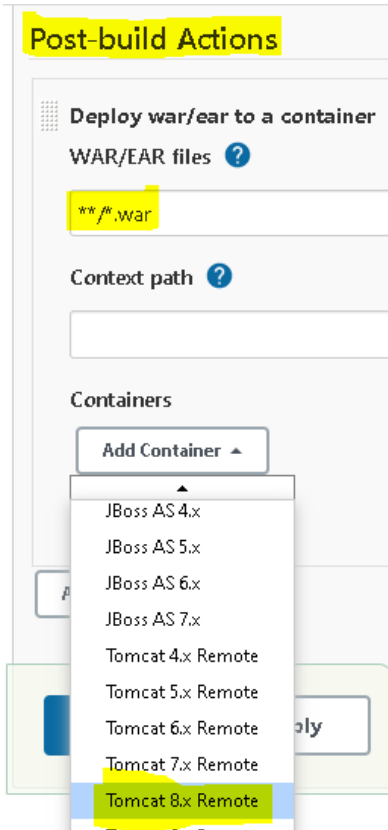 Post-build Actions
Deploy war/ear to a container
WAR/EAR files ?
**/*.war
Context path ?
Containers
Add Container
JBoss AS 4.x
JBoss AS 5.x
JBoss AS 6.x
JBoss AS 7.x
Tomcat 4.x Remote
Tomcat 5.x Remote
Tomcat 6.x Remote
Tomcat 7.x Remote
Tomcat 8.x Remote